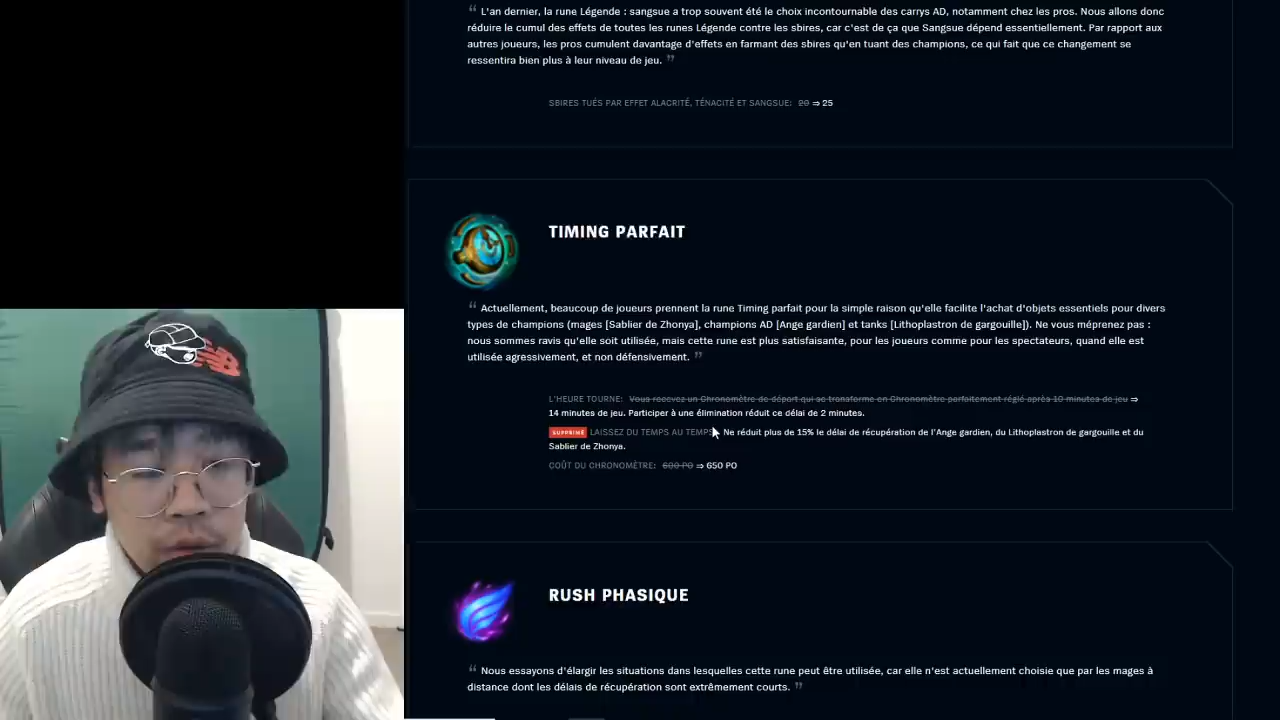 “ L'an dernier, la rune Légende : sangsue a trop souvent été le choix incontournable des carrys AD, notamment chez les pros. Nous allons donc
réduire le cumul des effets de toutes les runes Légende contre les sbires, car c'est de ça que Sangsue dépend essentiellement. Par rapport aux
autres joueurs, les pros cumulent davantage d'effets en farmant des sbires qu'en tuant des champions, ce qui fait que ce changement se
ressentira bien plus à leur niveau de jeu. ”
SBIRES TUÉS PAR EFFET ALACRITÉ, TÉNACITÉ ET SANGSUE: 20 ⇒ 25
TIMING PARFAIT
“ Actuellement, beaucoup de joueurs prennent la rune Timing parfait pour la simple raison qu'elle facilite l'achat d'objets essentiels pour divers
types de champions (mages [Sablier de Zhonya], champions AD [Ange gardien] et tanks [Lithoplastron de gargouille]). Ne vous méprenez pas :
nous sommes ravis qu'elle soit utilisée, mais cette rune est plus satisfaisante, pour les joueurs comme pour les spectateurs, quand elle est
utilisée agressivement, et non défensivement. ”
L'HEURE TOURNE: Vous recevez un Chronomètre de départ qui se transforme en Chronomètre parfaitement réglé après 10 minutes de jeu ⇒
14 minutes de jeu. Participer à une élimination réduit ce délai de 2 minutes.
SUPPRIMÉ LAISSEZ DU TEMPS AU TEMPS Ne réduit plus de 15% le délai de récupération de l'Ange gardien, du Lithoplastron de gargouille et du
Sablier de Zhonya.
COÛT DU CHRONOMÈTRE: 600 PO ⇒ 650 PO
RUSH PHASIQUE
“ Nous essayons d'élargir les situations dans lesquelles cette rune peut être utilisée, car elle n'est actuellement choisie que par les mages à
distance dont les délais de récupération sont extrêmement courts. ”